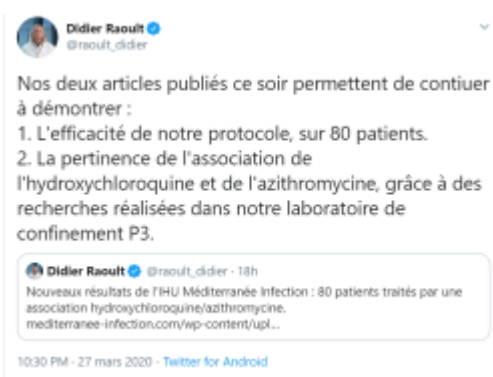 Didier Raoult
@raoult_didier
Nos deux articles publiés ce soir permettent de contiuer
à démontrer :
1. L'efficacité de notre protocole, sur 80 patients.
2. La pertinence de l'association de
l'hydroxychloroquine et de l'azithromycine, grâce à des
recherches réalisées dans notre laboratoire de
confinement P3.
Didier Raoult @raoult_didier · 18h
Nouveaux résultats de l'IHU Méditerranée Infection : 80 patients traités par une
association hydroxychloroquine/azithromycine.
mediterranee-infection.com/wp-content/upl...
10:30 PM · 27 mars 2020 · Twitter for Android